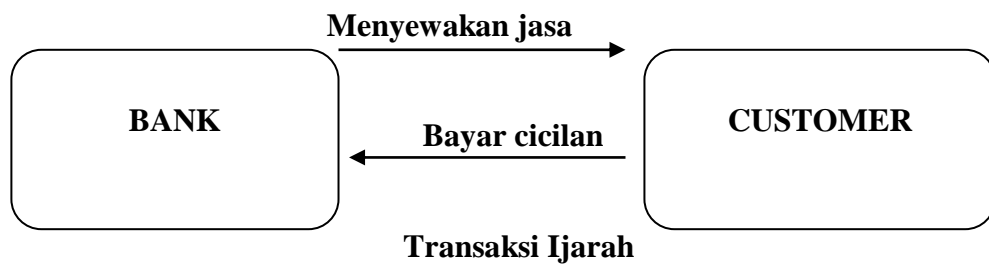 Menyewakan jasa
BANK
CUSTOMER
Bayar cicilan
Transaksi Ijarah